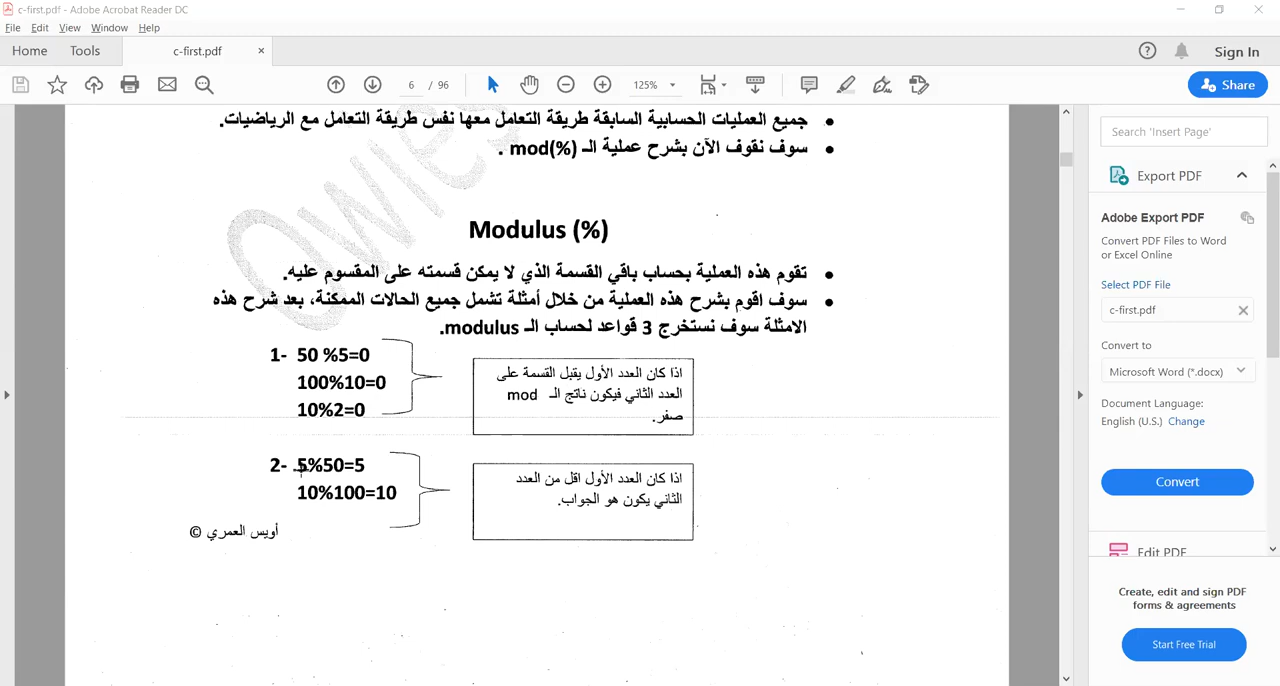 c-first.pdf - Adobe Acrobat Reader DC
File Edit View Window Help
Home Tools c-first.pdf × Sign In
6 / 96 125% Share
جميع العمليات الحسابية السابقة طريقة التعامل معها نفس طريقة التعامل مع الرياضيات.
سوف نقوف الآن بشرح عملية الـ mod(%) .
Modulus (%)
تقوم هذه العملية بحساب باقي القسمة الذي لا يمكن قسمته على المقسوم عليه.
سوف اقوم بشرح هذه العملية من خلال أمثلة تشمل جميع الحالات الممكنة، بعد شرح هذه
الامثلة سوف نستخرج 3 قواعد لحساب الـ modulus.
1- 50 %5=0
100%10=0
10%2=0
اذا كان العدد الأول يقبل القسمة على
العدد الثاني فيكون ناتج الـ mod
صفر.
2- 5%50=5
10%100=10
اذا كان العدد الأول اقل من العدد
الثاني يكون هو الجواب.
أويس العمري ©
Owies
Search 'Insert Page'
Export PDF
Adobe Export PDF
Convert PDF Files to Word
or Excel Online
Select PDF File
c-first.pdf
Convert to
Microsoft Word (*.docx)
Document Language:
English (U.S.) Change
Convert
Edit PDF
Create, edit and sign PDF
forms & agreements
Start Free Trial